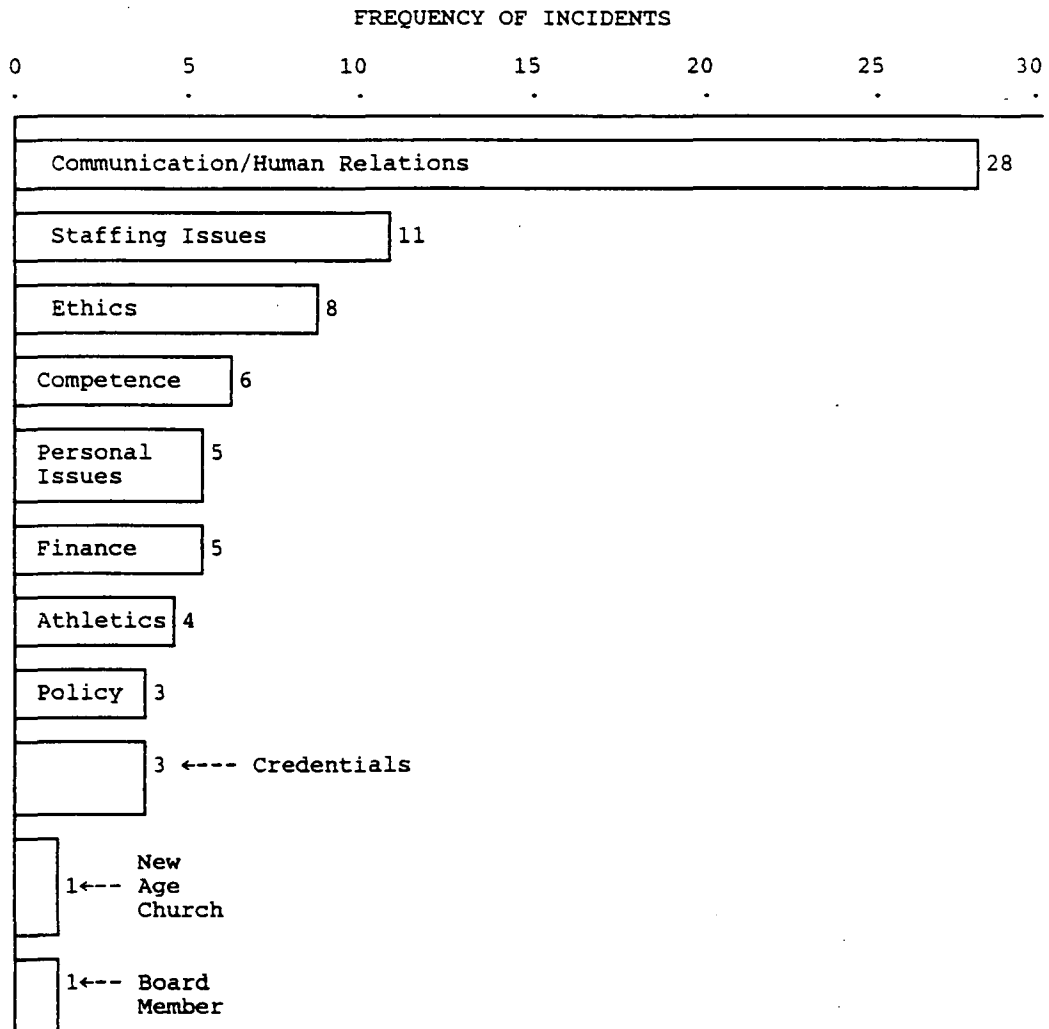 FREQUENCY OF INCIDENTS
0 5 10 15 20 25 30
Communication/Human Relations 28
Staffing Issues 11
Ethics 8
Competence 6
Personal 5
Issues
Finance 5
Athletics 4
Policy 3
3 ←---- Credentials
New
1←--- Age
Church
1←--- Board
Member